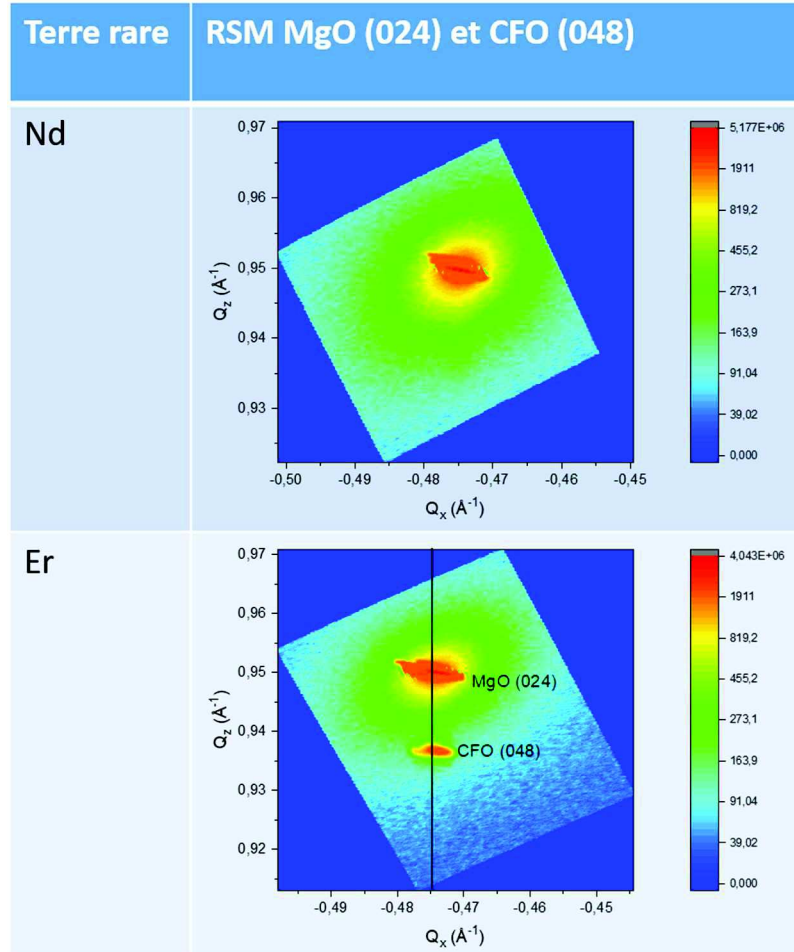 Terre rare
RSM MgO (024) et CFO (048)
Nd
0,97
0,96
0,95
0,94
0,93
Qz (Å-1)
-0,50 -0,49 -0,48 -0,47 -0,46 -0,45
Qx (Å-1)
5,177E+06
1911
819,2
455,2
273,1
163,9
91,04
39,02
0,000
Er
0,97
0,96
0,95
0,94
0,93
0,92
Qz (Å-1)
MgO (024)
CFO (048)
-0,49 -0,48 -0,47 -0,46 -0,45
Qx (Å-1)
4,043E+06
1911
819,2
455,2
273,1
163,9
91,04
39,02
0,000